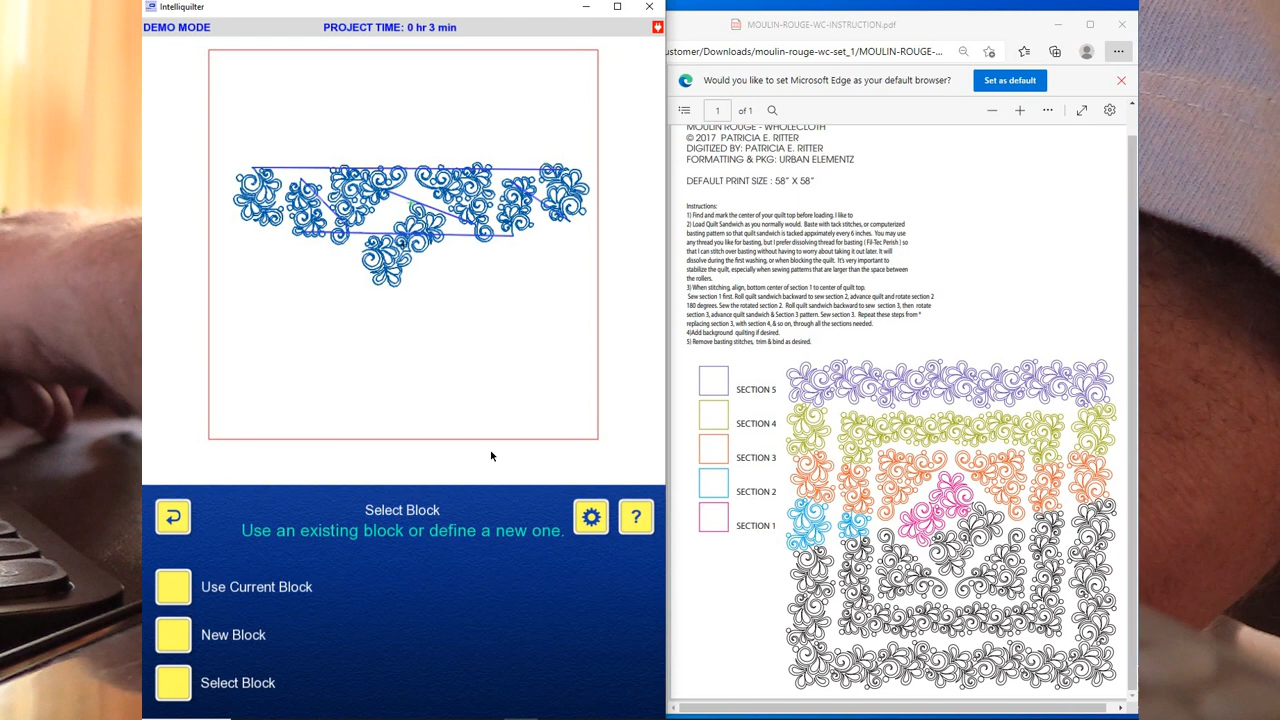 Intelliquilter
DEMO MODE
PROJECT TIME: 0 hr 3 min
Select Block
Use an existing block or define a new one.
?
Use Current Block
New Block
Select Block
MOULIN-ROUGE-WC-INSTRUCTION.pdf
ustomer/Downloads/moulin-rouge-wc-set_1/MOULIN-ROUGE-...
Would you like to set Microsoft Edge as your default browser?
Set as default
1 of 1
MOULIN ROUGE - WHOLECLOTH
© 2017 PATRICIA E. RITTER
DIGITIZED BY: PATRICIA E. RITTER
FORMATTING & PKG: URBAN ELEMENTZ
DEFAULT PRINT SIZE : 58" X 58"
Instructions:
1) Find and mark the center of your quilt top before loading. I like to
2) Load Quilt Sandwich as you normally would. Baste with tack stitches, or computerized
basting pattern so that quilt sandwich is tacked appximately every 6 inches. You may use
any thread you like for basting, but I prefer dissolving thread for basting ( Fil-Tec Perish ) so
that I can stitch over basting without having to worry about taking it out later. It will
dissolve during the first washing, or when blocking the quilt. It's very important to
stabilize the quilt, especially when sewing patterns that are larger than the space between
the rollers.
3) When stitching, align, bottom center of section 1 to center of quilt top.
Sew section 1 first. Roll quilt sandwich backward to sew section 2, advance quilt and rotate section 2
180 degrees. Sew the rotated section 2. Roll quilt sandwich backward to sew section 3, then rotate
section 3, advance quilt sandwich & Section 3 pattern. Sew section 3. Repeat these steps from *
replacing section 3, with section 4, & so on, through all the sections needed.
4)Add background quilting if desired.
5) Remove basting stitches, trim & bind as desired.
SECTION 5
SECTION 4
SECTION 3
SECTION 2
SECTION 1